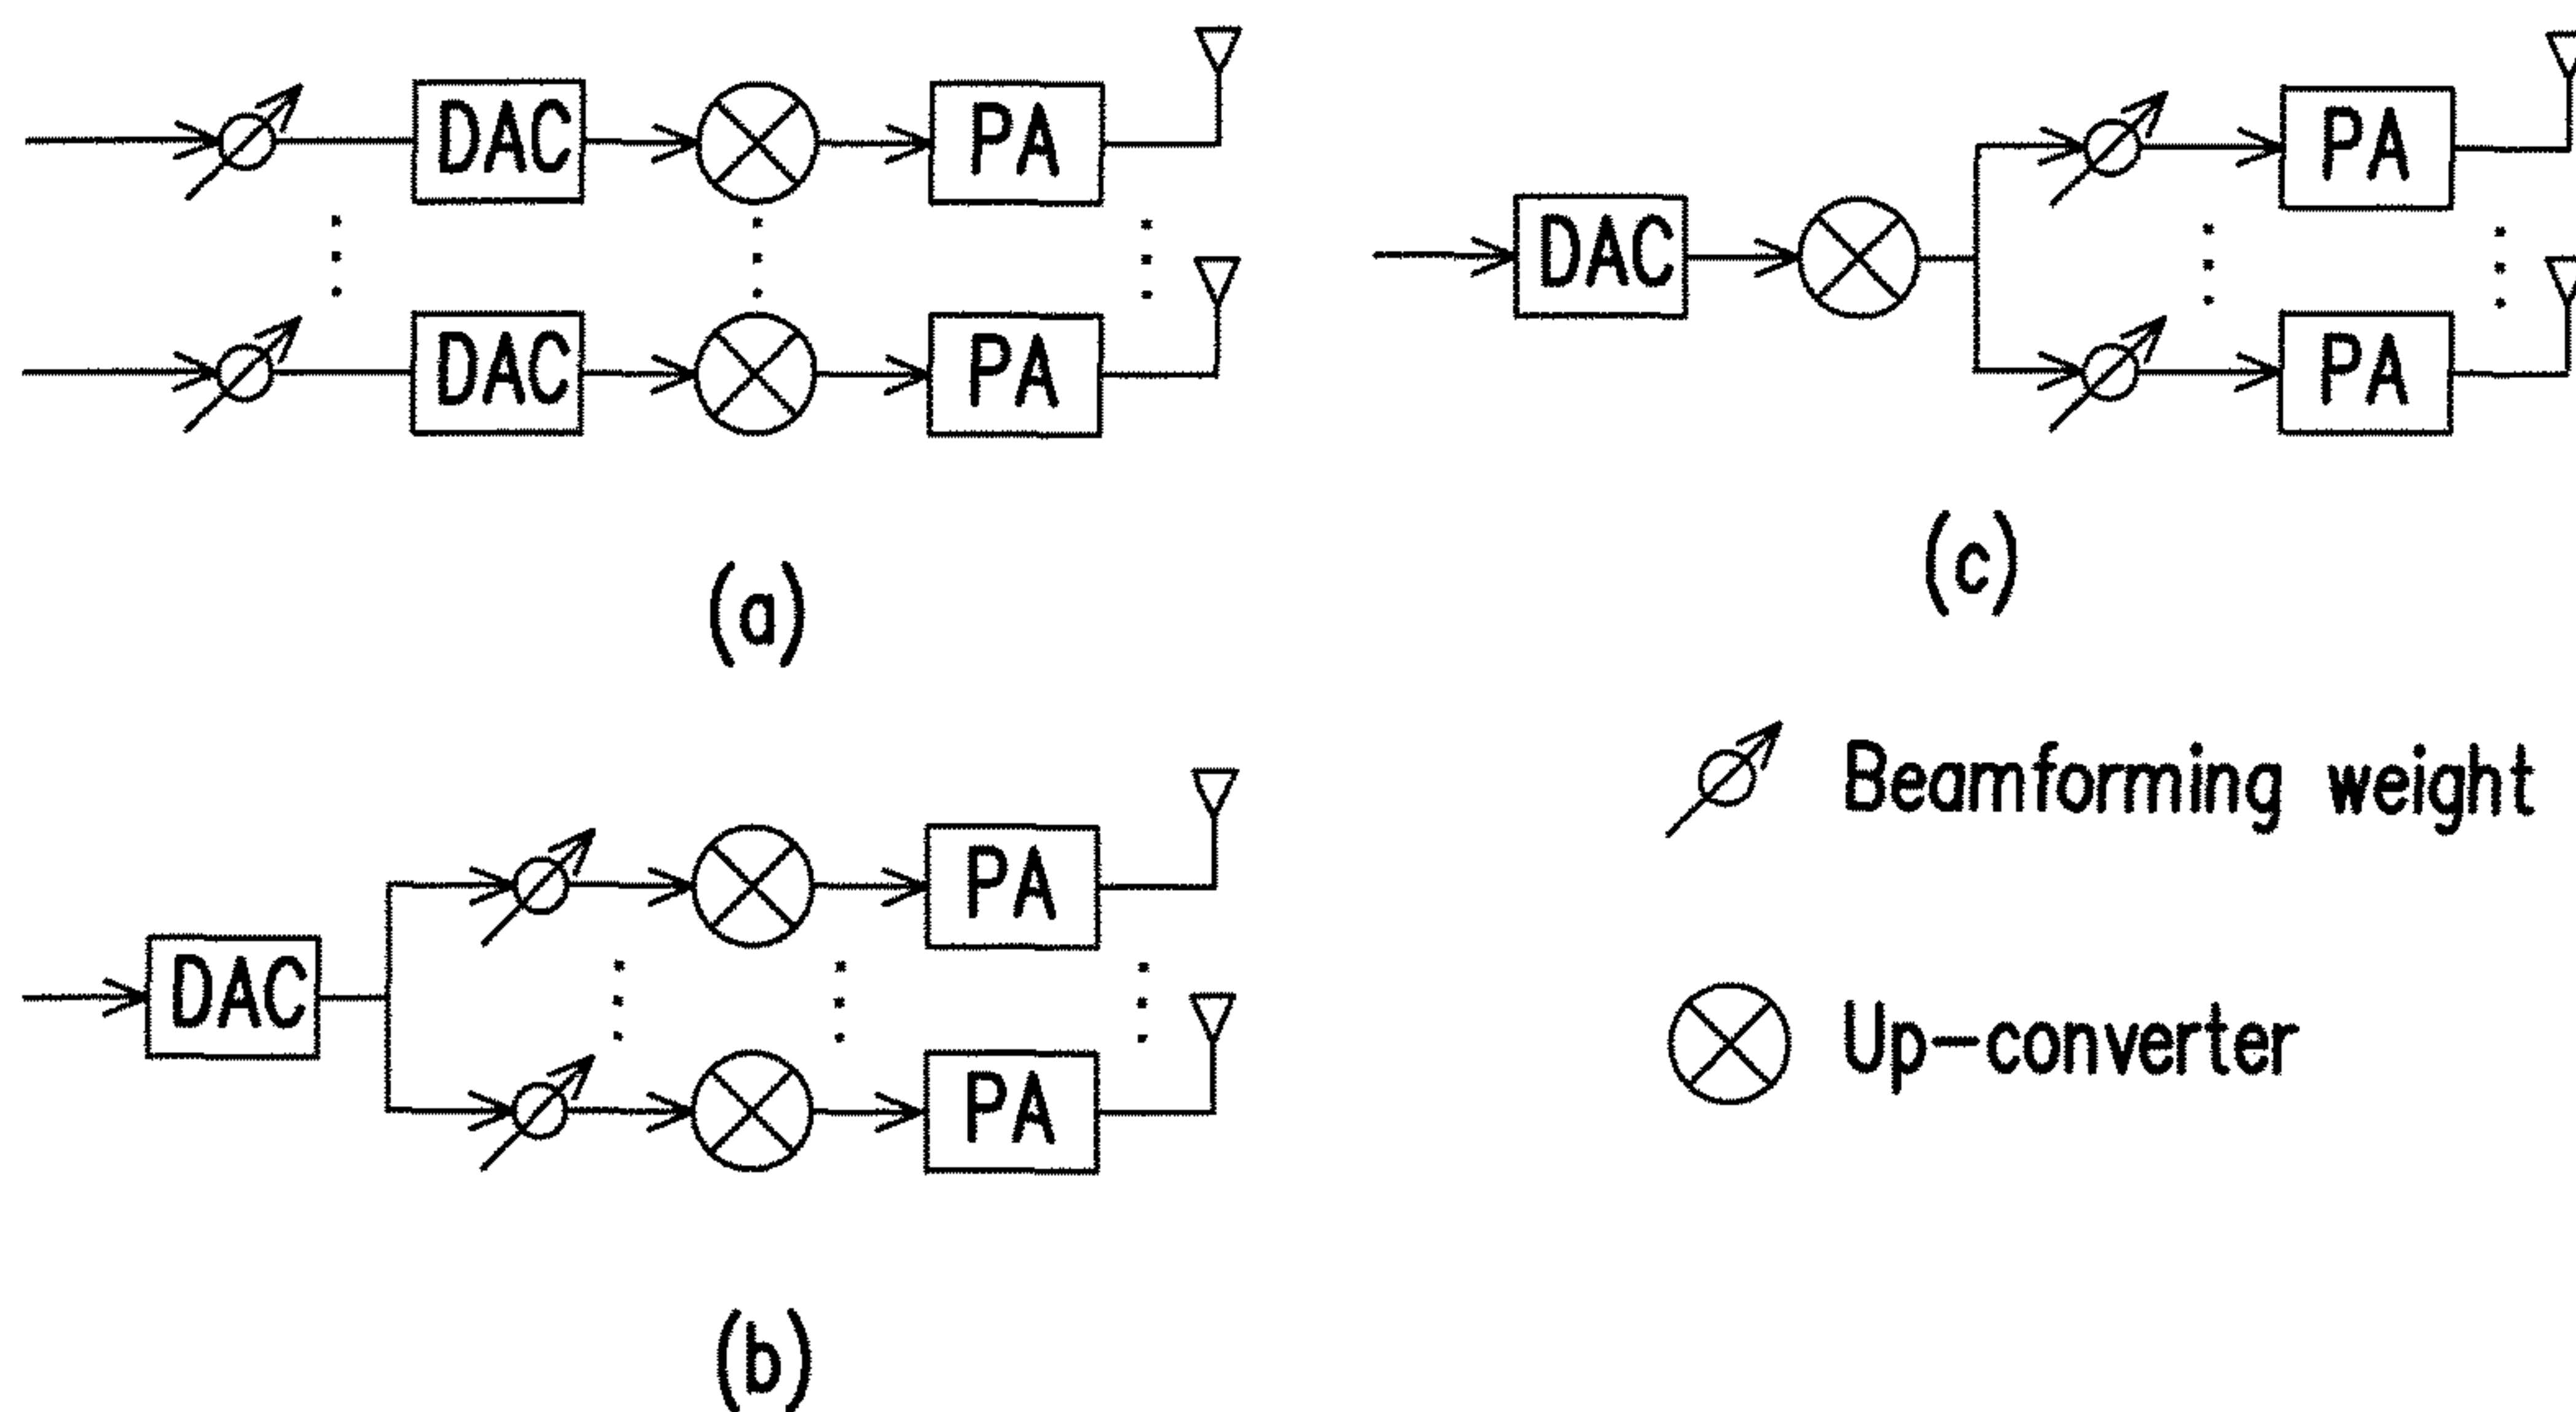 DAC PA
DAC PA
(a)
DAC PA
PA
(b)
DAC PA
PA
(c)
Beamforming weight
Up-converter